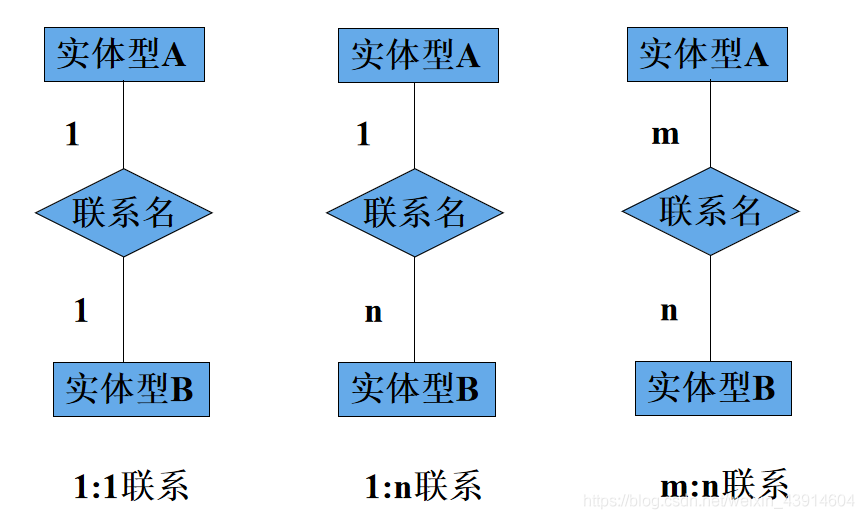 实体型A
1
联系名
1
实体型B
1:1联系
实体型A
1
联系名
n
实体型B
1:n联系
实体型A
m
联系名
n
实体型B
m:n联系
https://blog.csdn.net/weixin_43914604